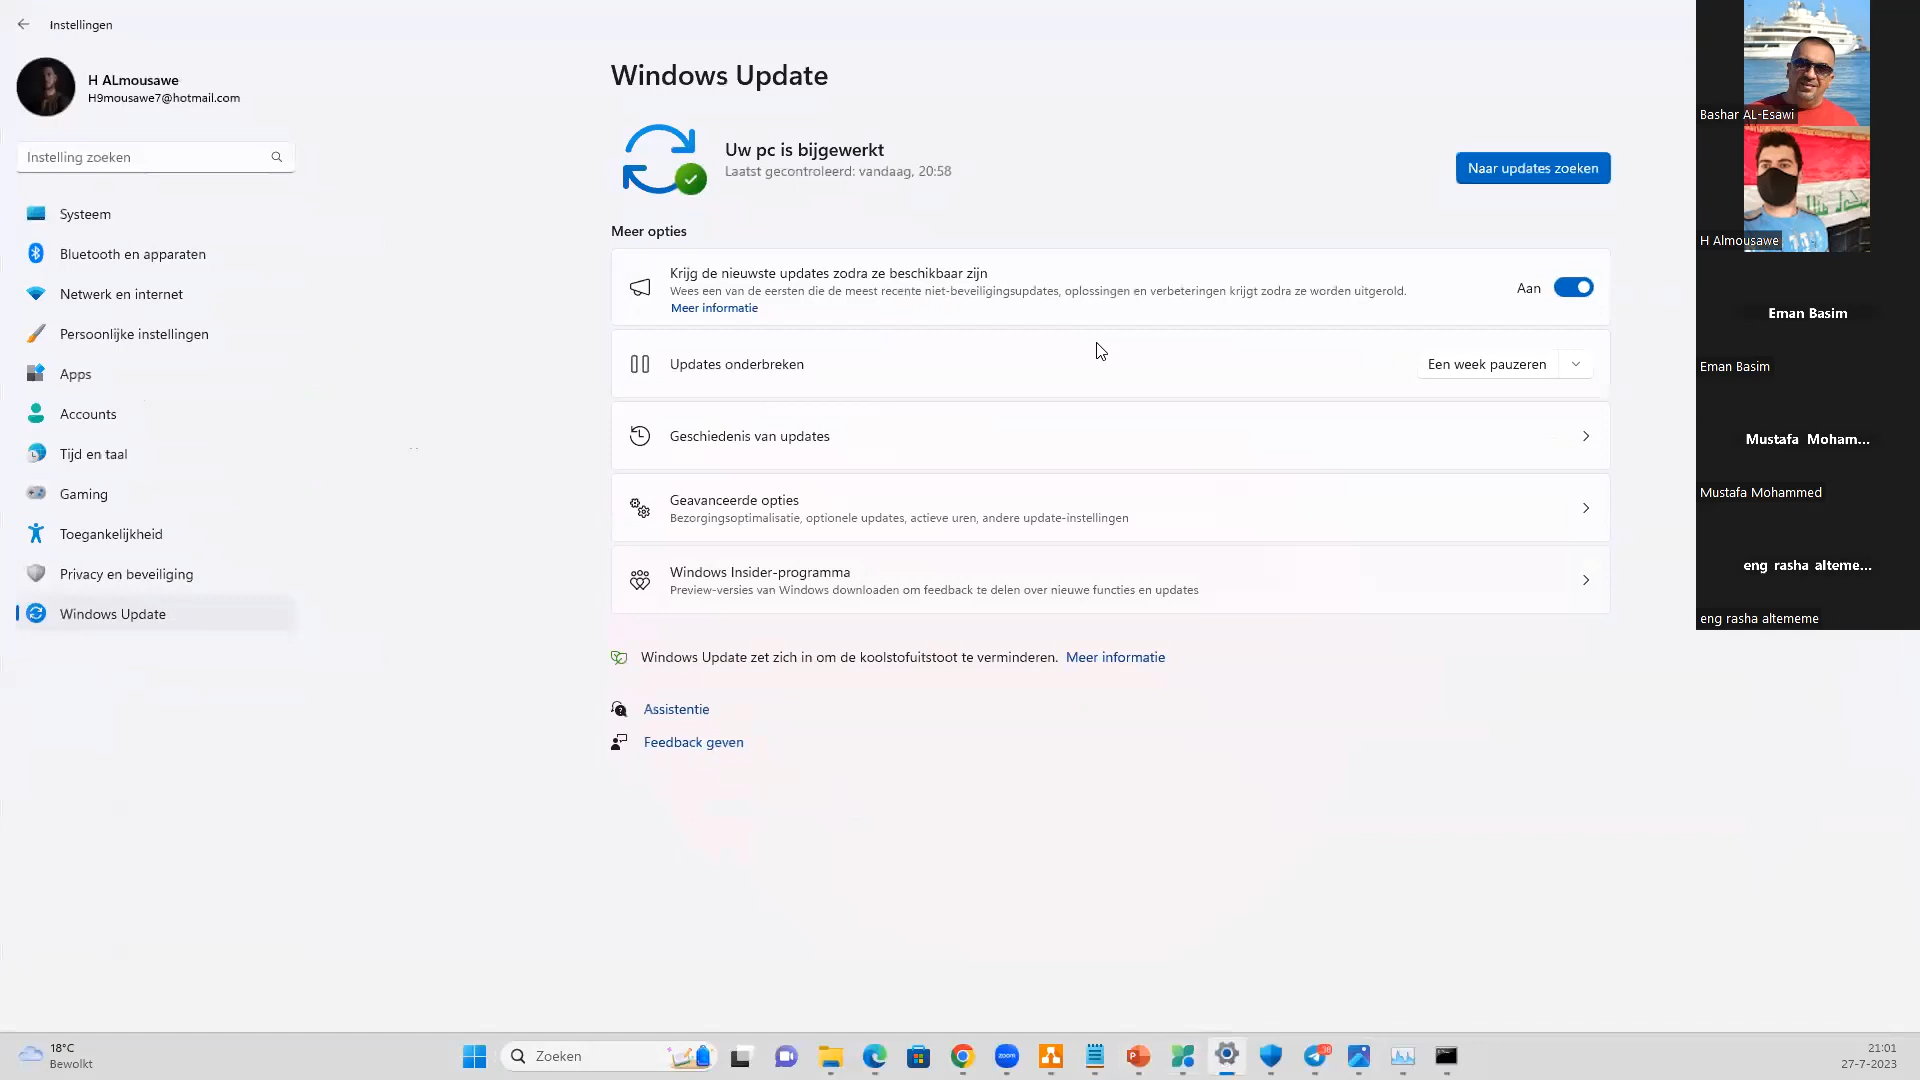 Instellingen
H ALmousawe
H9mousawe7@hotmail.com
Instelling zoeken
Systeem
Bluetooth en apparaten
Netwerk en internet
Persoonlijke instellingen
Apps
Accounts
Tijd en taal
Gaming
Toegankelijkheid
Privacy en beveiliging
Windows Update
Windows Update
Uw pc is bijgewerkt
Laatst gecontroleerd: vandaag, 20:58
Naar updates zoeken
Meer opties
Krijg de nieuwste updates zodra ze beschikbaar zijn
Wees een van de eersten die de meest recente niet-beveiligingsupdates, oplossingen en verbeteringen krijgt zodra ze worden uitgerold.
Meer informatie
Aan
Updates onderbreken
Een week pauzeren
Geschiedenis van updates
Geavanceerde opties
Bezorgingsoptimalisatie, optionele updates, actieve uren, andere update-instellingen
Windows Insider-programma
Preview-versies van Windows downloaden om feedback te delen over nieuwe functies en updates
Windows Update zet zich in om de koolstofuitstoot te verminderen. Meer informatie
Assistentie
Feedback geven
Bashar AL-Esawi
H Almousawe
Eman Basim
Eman Basim
Mustafa Moham...
Mustafa Mohammed
eng rasha alteme...
eng rasha altememe
18°C
Bewolkt
Zoeken
zoom
38
21:01
27-7-2023